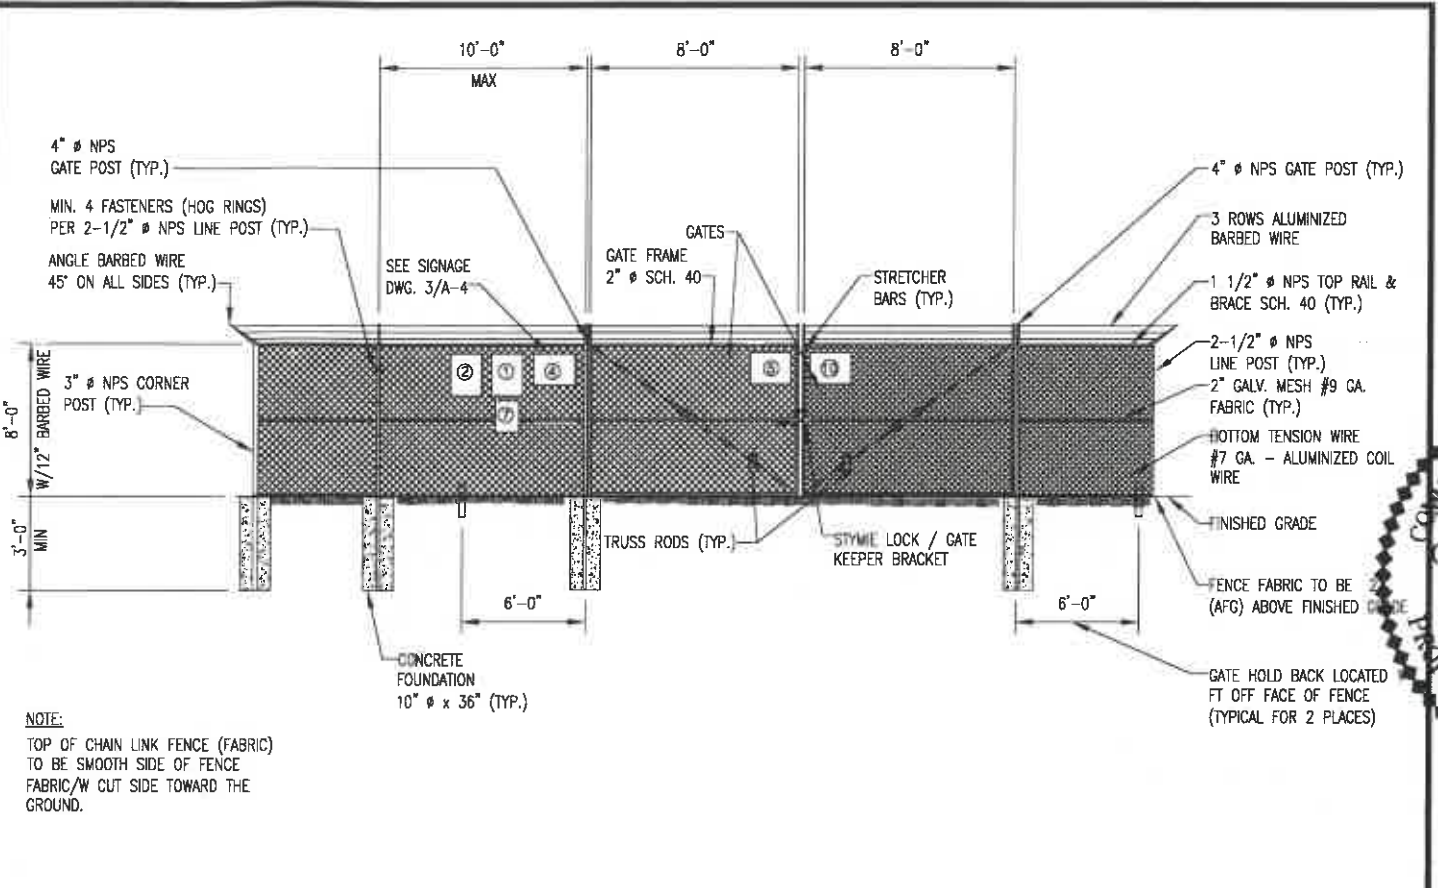 10'-0"
MAX
8'-0"
8'-0"
4" ø NPS
GATE POST (TYP.)
MIN. 4 FASTENERS (HOG RINGS)
PER 2-1/2" ø NPS LINE POST (TYP.)
ANGLE BARBED WIRE
45° ON ALL SIDES (TYP.)
SEE SIGNAGE
DWG. 3/A-4
GATES
GATE FRAME
2" ø SCH. 40
STRETCHER
BARS (TYP.)
4" ø NPS GATE POST (TYP.)
3 ROWS ALUMINIZED
BARBED WIRE
1 1/2" ø NPS TOP RAIL &
BRACE SCH. 40 (TYP.)
2-1/2" ø NPS
LINE POST (TYP.)
2" GALV. MESH #9 GA.
FABRIC (TYP.)
BOTTOM TENSION WIRE
#7 GA. - ALUMINIZED COIL
WIRE
FINISHED GRADE
FENCE FABRIC TO BE 2
(AFG) ABOVE FINISHED GRADE
GATE HOLD BACK LOCATED
FT OFF FACE OF FENCE
(TYPICAL FOR 2 PLACES)
3" ø NPS CORNER
POST (TYP.)
8'-0"
W/12" BARBED WIRE
3'-0"
MIN
② ① ④
⑦
TRUSS RODS (TYP.)
STYMIE LOCK / GATE
KEEPER BRACKET
6'-0"
6'-0"
CONCRETE
FOUNDATION
10" ø x 36" (TYP.)
NOTE:
TOP OF CHAIN LINK FENCE (FABRIC)
TO BE SMOOTH SIDE OF FENCE
FABRIC/W CUT SIDE TOWARD THE
GROUND.